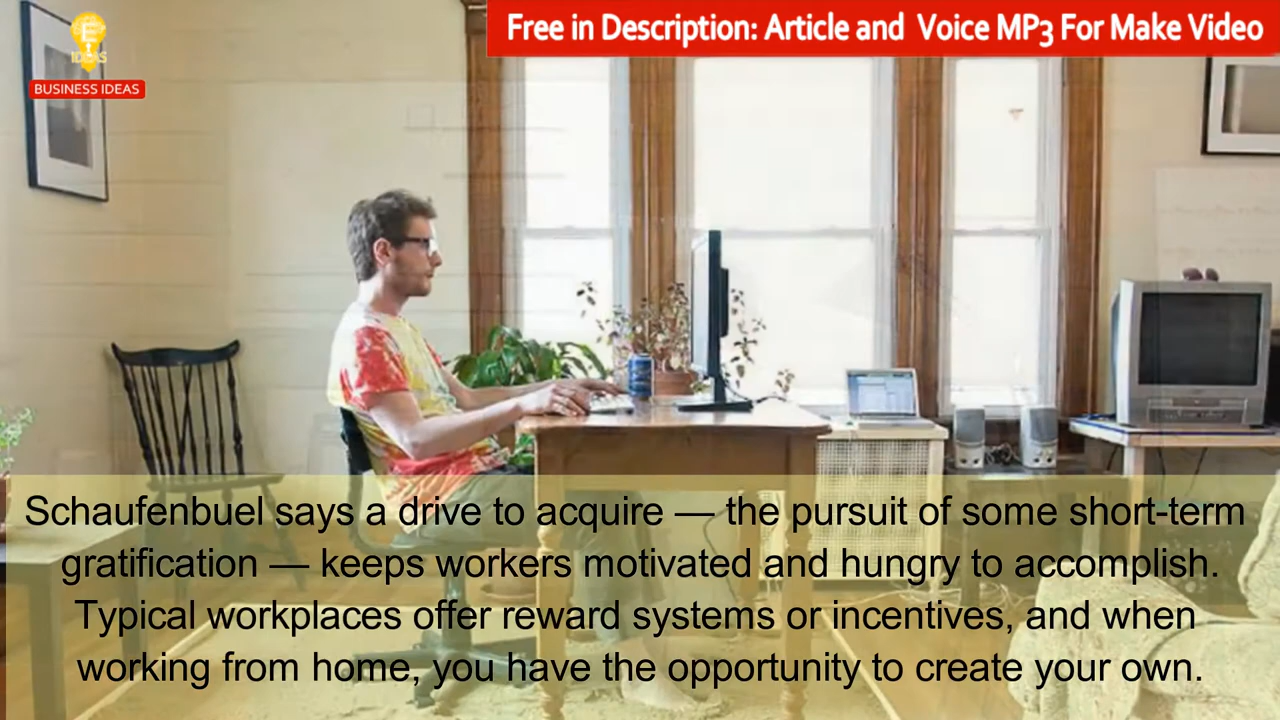 Free in Description: Article and Voice MP3 For Make Video
E
IDEAS
BUSINESS IDEAS
Schaufenbuel says a drive to acquire — the pursuit of some short-term
gratification — keeps workers motivated and hungry to accomplish.
Typical workplaces offer reward systems or incentives, and when
working from home, you have the opportunity to create your own.